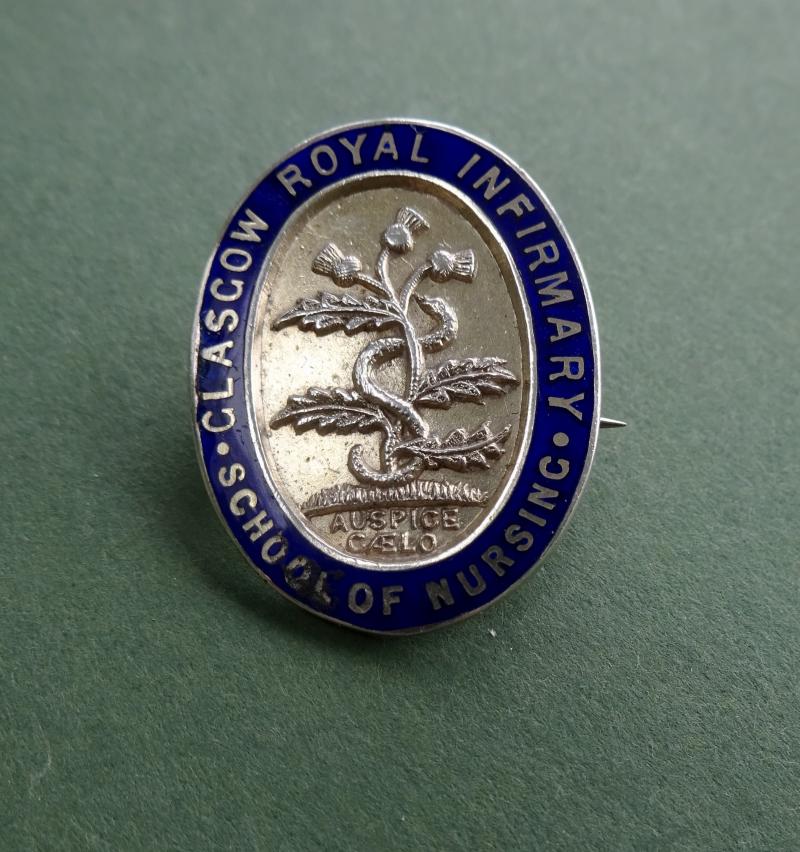 GLASGOW ROYAL INFIRMARY
• SCHOOL OF NURSING •
AUSPICE
CÆLO